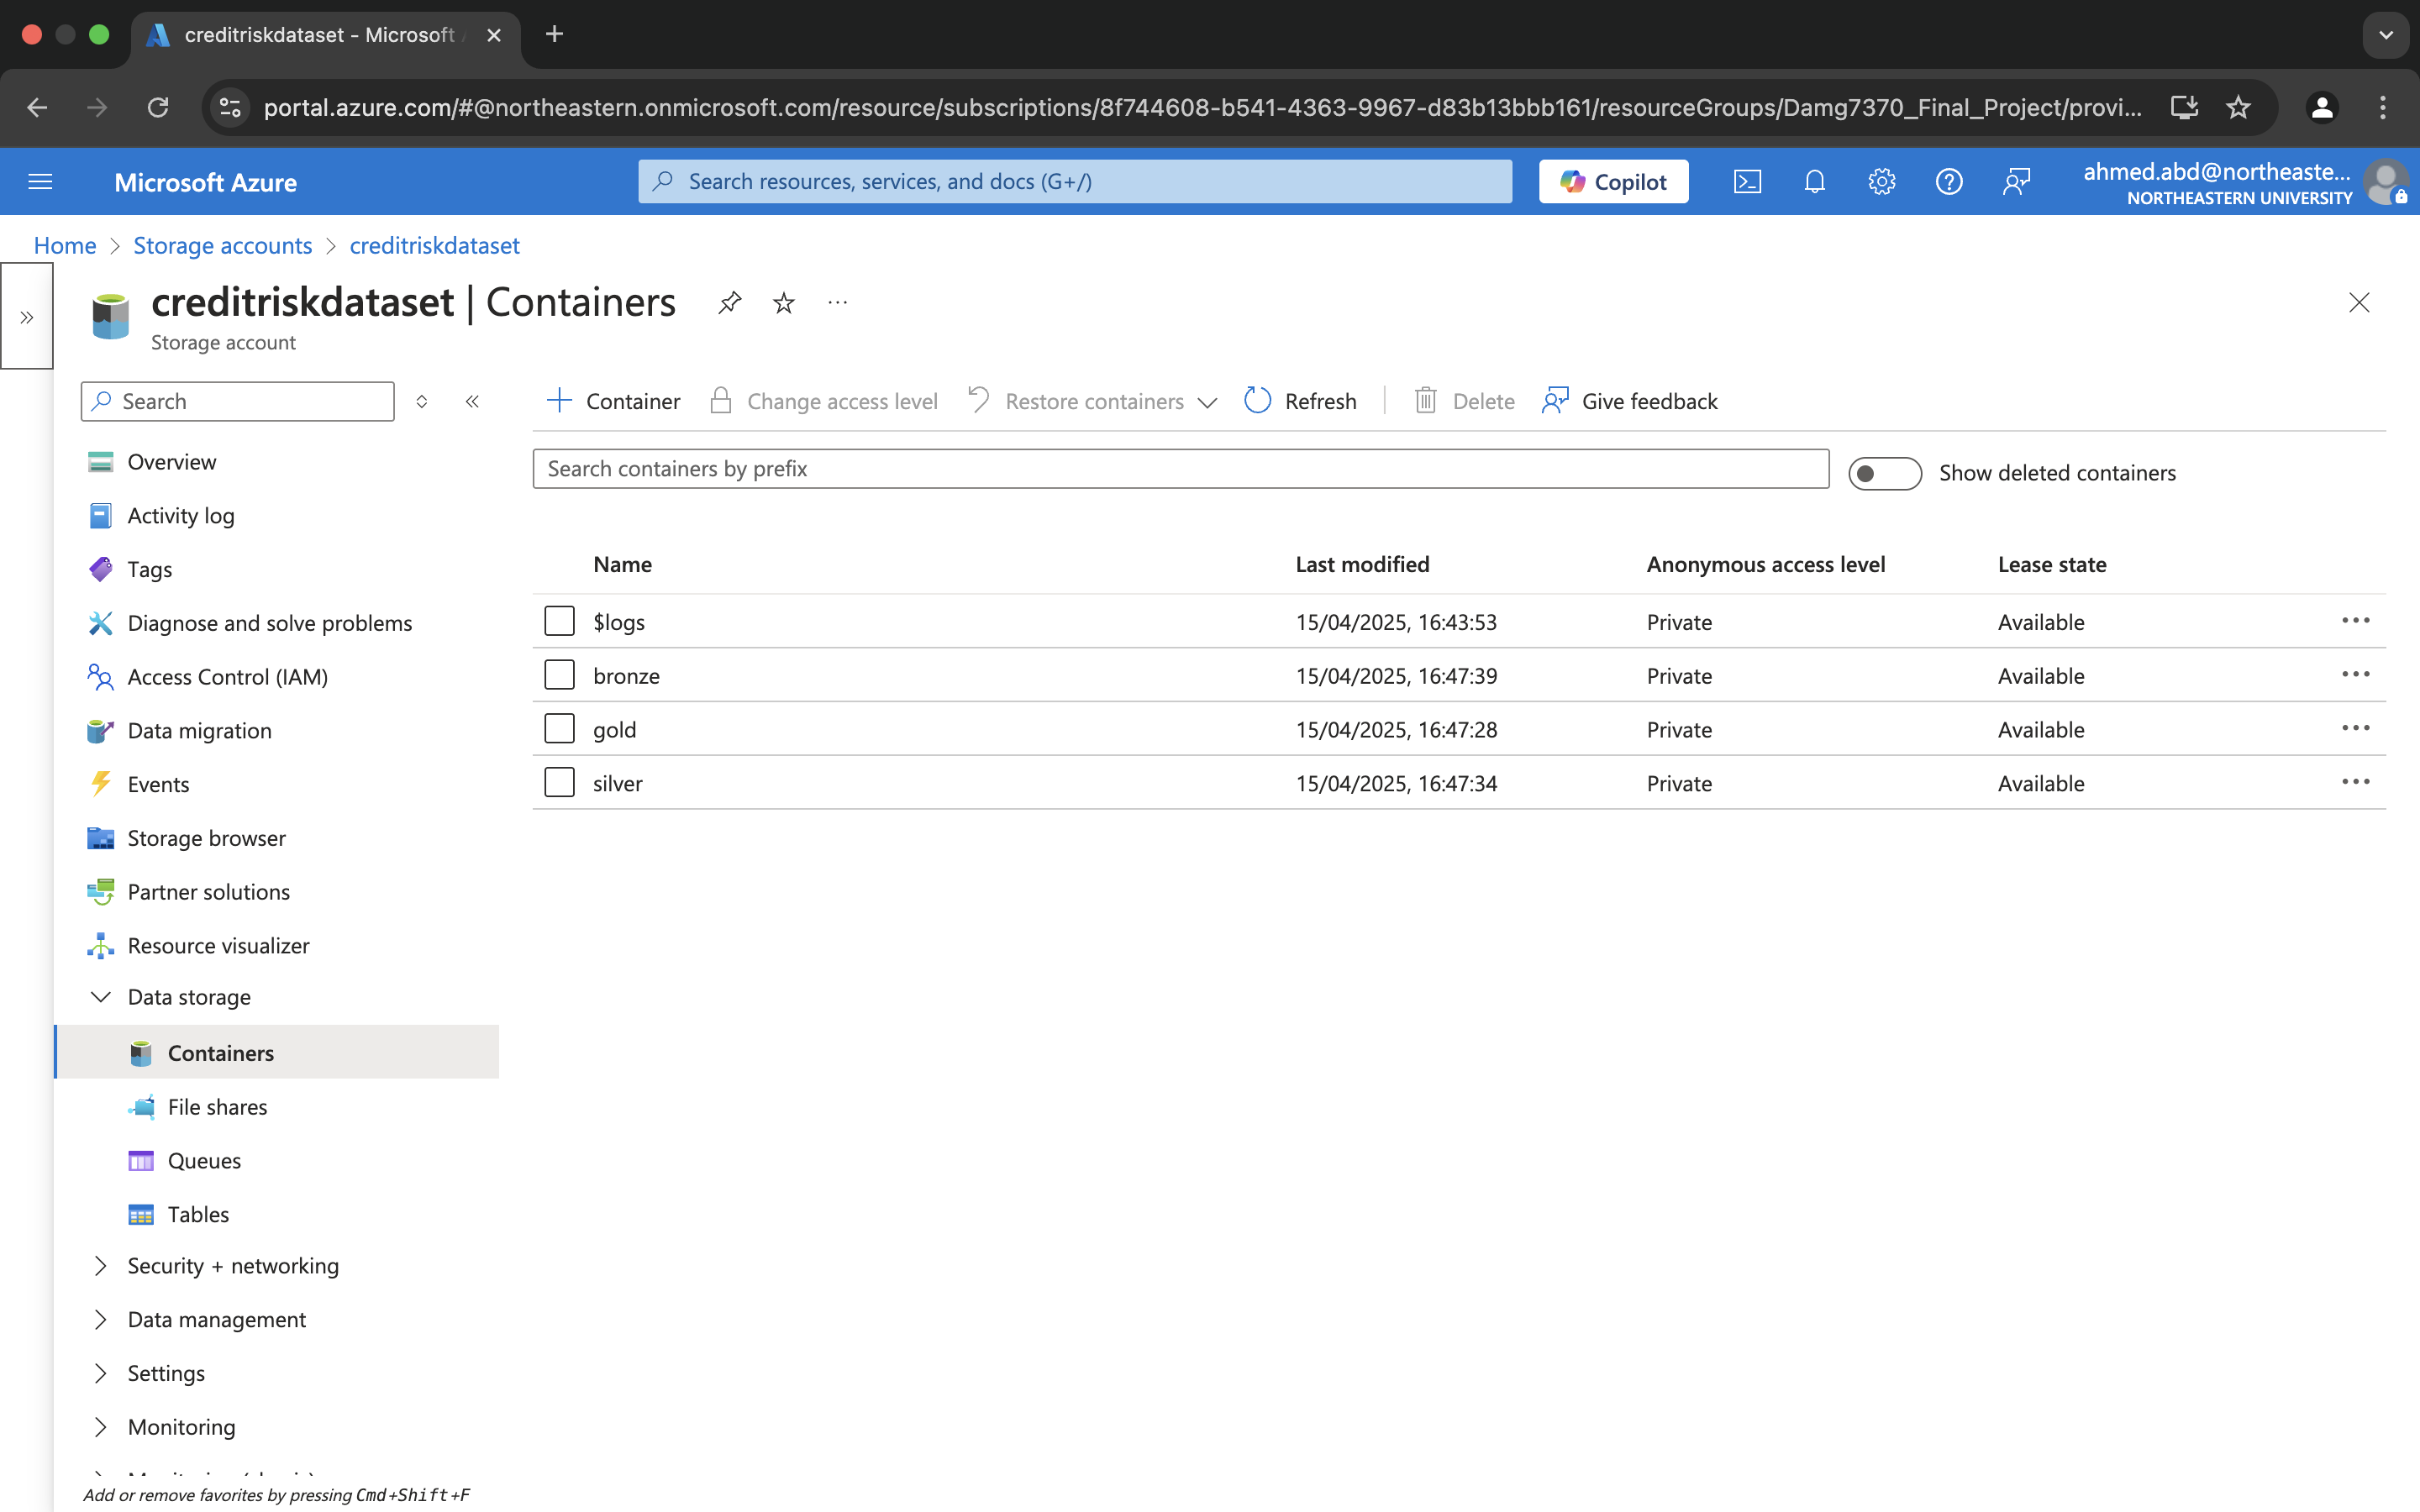 creditriskdataset - Microsoft
portal.azure.com/#@northeastern.onmicrosoft.com/resource/subscriptions/8f744608-b541-4363-9967-d83b13bbb161/resourceGroups/Damg7370_Final_Project/provi...
Microsoft Azure
Search resources, services, and docs (G+/)
Copilot
ahmed.abd@northeaste...
NORTHEASTERN UNIVERSITY
Home > Storage accounts > creditriskdataset
creditriskdataset | Containers
Storage account
Search
Container Change access level Restore containers Refresh Delete Give feedback
Search containers by prefix
Show deleted containers
Name Last modified Anonymous access level Lease state
$logs 15/04/2025, 16:43:53 Private Available
bronze 15/04/2025, 16:47:39 Private Available
gold 15/04/2025, 16:47:28 Private Available
silver 15/04/2025, 16:47:34 Private Available
Overview
Activity log
Tags
Diagnose and solve problems
Access Control (IAM)
Data migration
Events
Storage browser
Partner solutions
Resource visualizer
Data storage
Containers
File shares
Queues
Tables
Security + networking
Data management
Settings
Monitoring
Add or remove favorites by pressing Cmd+Shift+F